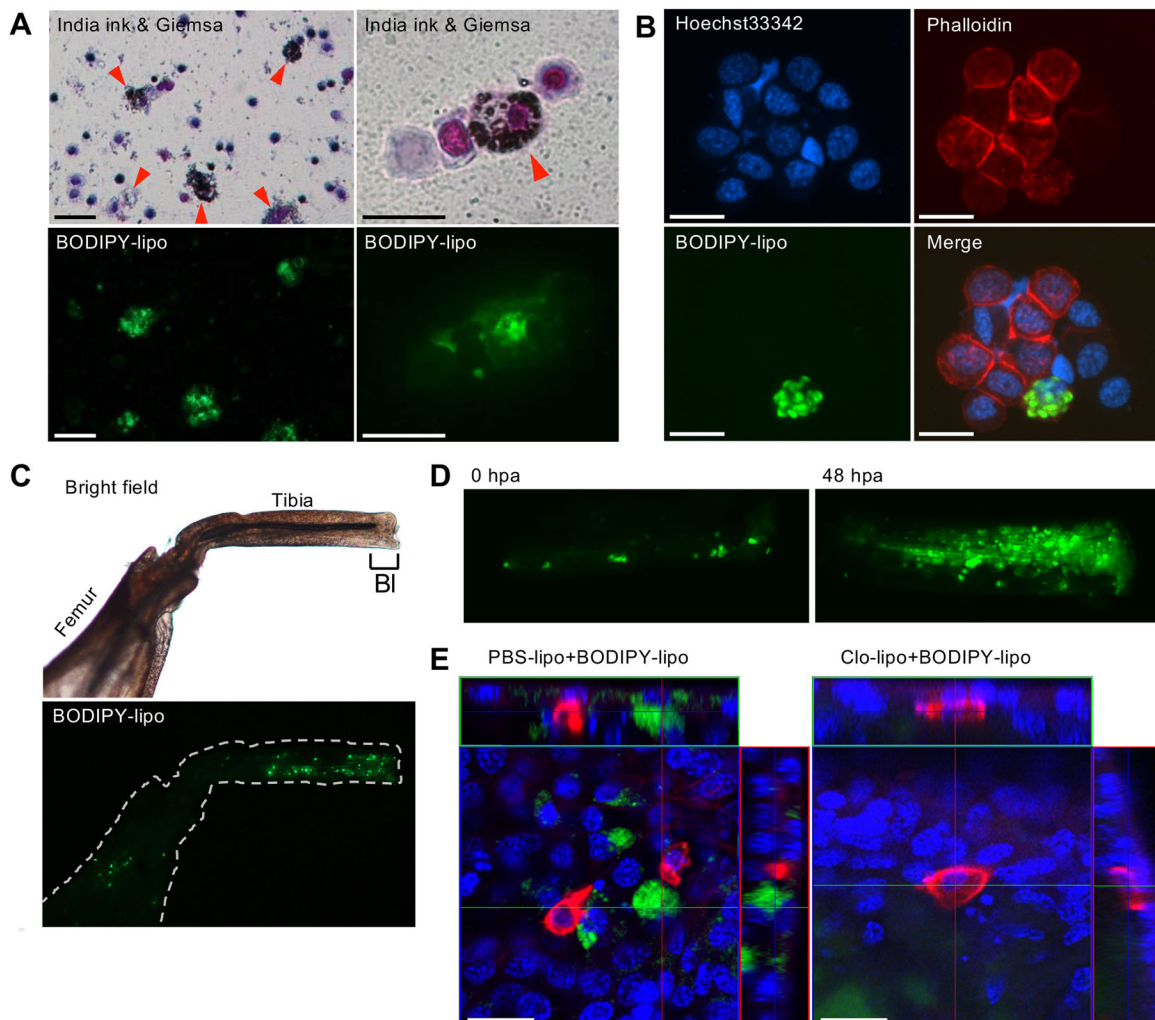 A
India ink & Giemsa
India ink & Giemsa
BODIPY-lipo
BODIPY-lipo
B
Hoechst33342
Phalloidin
BODIPY-lipo
Merge
C
Bright field
Tibia
Bl
Femur
BODIPY-lipo
D
0 hpa
48 hpa
E
PBS-lipo+BODIPY-lipo
Clo-lipo+BODIPY-lipo